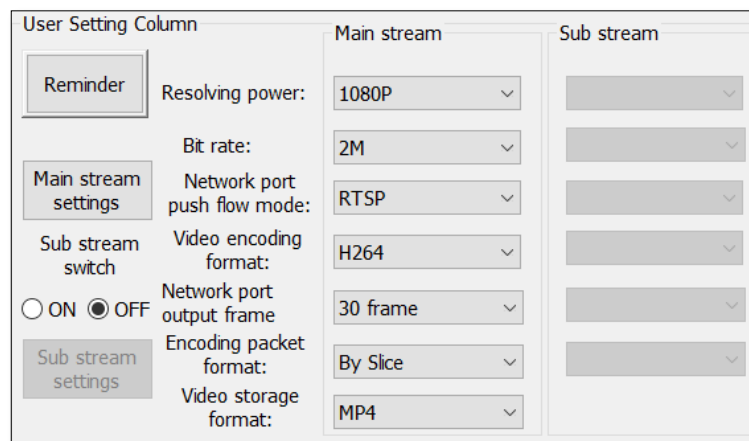 User Setting Column
Main stream
Sub stream
Reminder
Resolving power:
1080P
Bit rate:
2M
Main stream
settings
Network port
push flow mode:
RTSP
Sub stream
switch
Video encoding
format:
H264
ON
OFF
Network port
output frame
30 frame
Sub stream
settings
Encoding packet
format:
By Slice
Video storage
format:
MP4